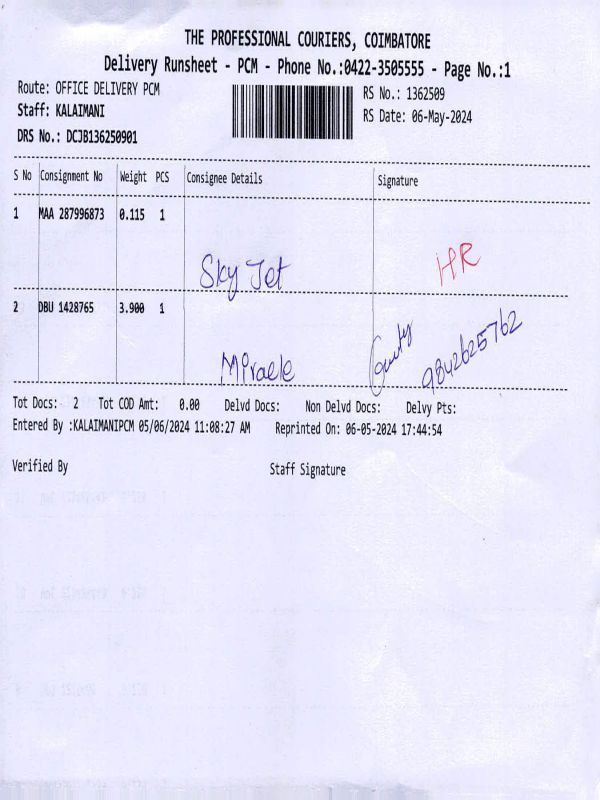 THE PROFESSIONAL COURIERS, COIMBATORE
Delivery Runsheet - PCM - Phone No.:0422-3505555 - Page No.:1
Route: OFFICE DELIVERY PCM RS No.: 1362509
Staff: KALAIMANI RS Date: 06-May-2024
DRS No.: DCJB136250901
S No Consignment No Weight PCS Consignee Details Signature
1 MAA 287996873 0.115 1
Sky Jet HR
2 DBU 1428765 3.900 1
Miracle 9842625762
Tot Docs: 2 Tot COD Amt: 0.00 Delvd Docs: Non Delvd Docs: Delvy Pts:
Entered By :KALAIMANIPCM 05/06/2024 11:08:27 AM Reprinted On: 06-05-2024 17:44:54
Verified By Staff Signature